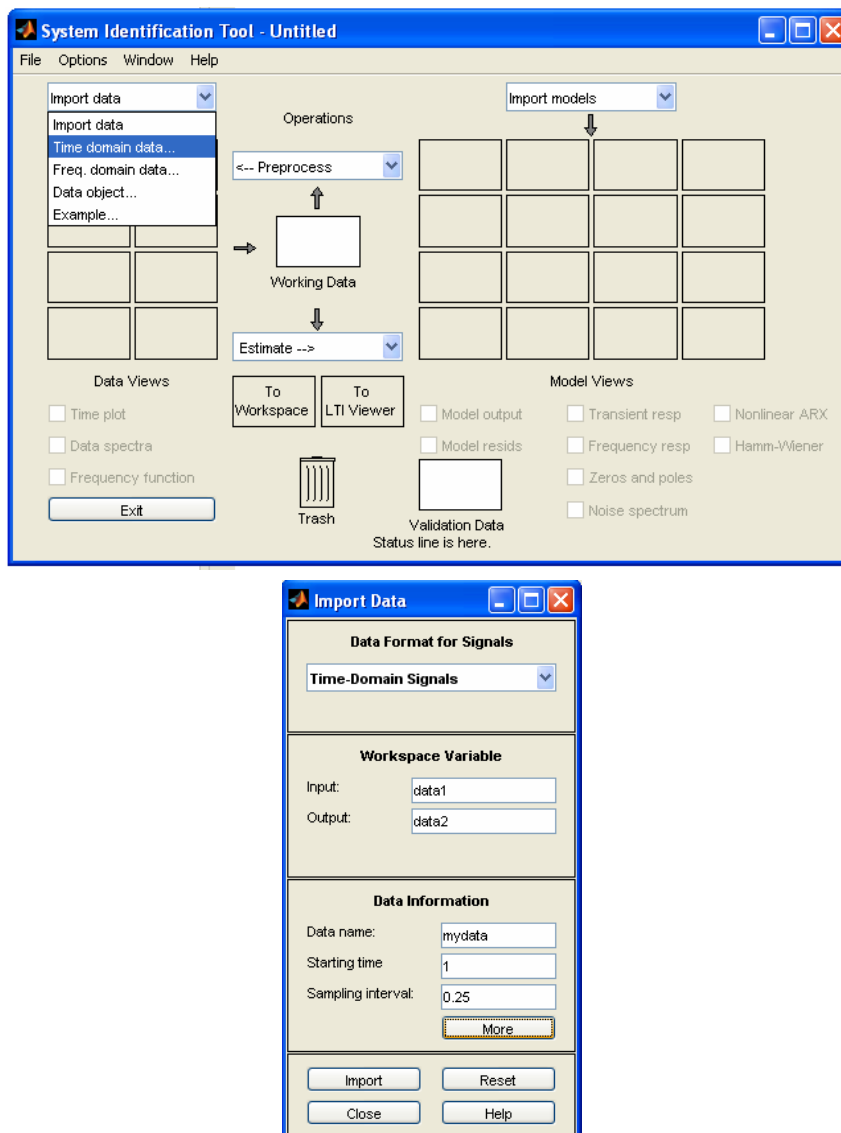 System Identification Tool - Untitled
File Options Window Help
Import data
Import models
Import data
Time domain data...
Freq. domain data...
Data object...
Example...
Operations
<-- Preprocess
Working Data
Estimate -->
Data Views
To Workspace
To LTI Viewer
Model Views
Time plot
Data spectra
Frequency function
Exit
Trash
Model output
Model resids
Validation Data
Transient resp
Frequency resp
Zeros and poles
Noise spectrum
Nonlinear ARX
Hamm-Wiener
Status line is here.
Import Data
Data Format for Signals
Time-Domain Signals
Workspace Variable
Input: data1
Output: data2
Data Information
Data name: mydata
Starting time 1
Sampling interval: 0.25
More
Import Reset
Close Help